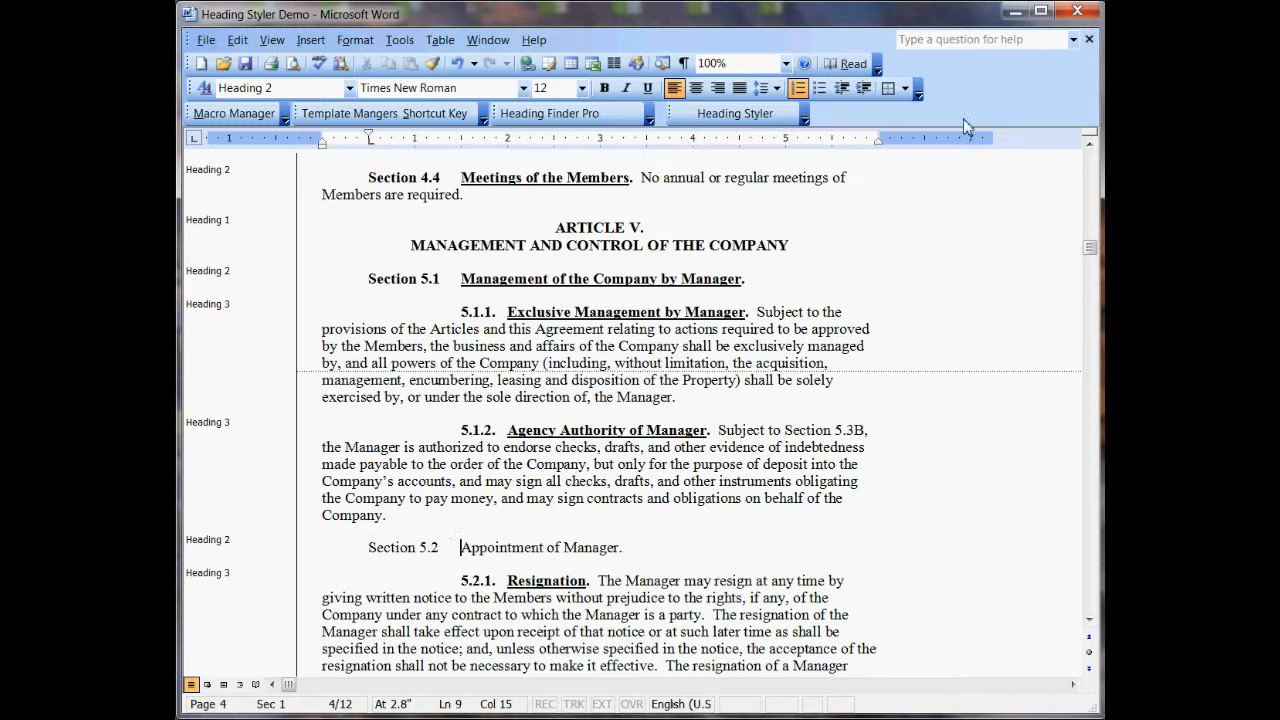 Heading Styler Demo - Microsoft Word
File Edit View Insert Format Tools Table Window Help
Type a question for help
100%
Read
Heading 2
Times New Roman
12
B I U
Macro Manager
Template Mangers Shortcut Key
Heading Finder Pro
Heading Styler
1 1 2 3 4 5 6 7
Heading 2
Section 4.4 Meetings of the Members. No annual or regular meetings of
Members are required.
Heading 1
ARTICLE V.
MANAGEMENT AND CONTROL OF THE COMPANY
Heading 2
Section 5.1 Management of the Company by Manager.
Heading 3
5.1.1. Exclusive Management by Manager. Subject to the
provisions of the Articles and this Agreement relating to actions required to be approved
by the Members, the business and affairs of the Company shall be exclusively managed
by, and all powers of the Company (including, without limitation, the acquisition,
management, encumbering, leasing and disposition of the Property) shall be solely
exercised by, or under the sole direction of, the Manager.
Heading 3
5.1.2. Agency Authority of Manager. Subject to Section 5.3B,
the Manager is authorized to endorse checks, drafts, and other evidence of indebtedness
made payable to the order of the Company, but only for the purpose of deposit into the
Company's accounts, and may sign all checks, drafts, and other instruments obligating
the Company to pay money, and may sign contracts and obligations on behalf of the
Company.
Heading 2
Section 5.2 Appointment of Manager.
Heading 3
5.2.1. Resignation. The Manager may resign at any time by
giving written notice to the Members without prejudice to the rights, if any, of the
Company under any contract to which the Manager is a party. The resignation of the
Manager shall take effect upon receipt of that notice or at such later time as shall be
specified in the notice; and, unless otherwise specified in the notice, the acceptance of the
resignation shall not be necessary to make it effective. The resignation of a Manager
Page 4 Sec 1 4/12 At 2.8" Ln 9 Col 15 REC TRK EXT OVR English (U.S